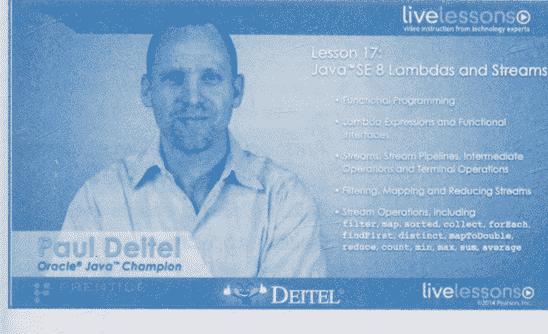 livelessons
video instruction from technology experts
Lesson 17:
Java™ SE 8 Lambdas and Streams
• Functional Programming
• Lambda Expressions and Functional
Interfaces
• Streams, Stream Pipelines, Intermediate
Operations and Terminal Operations
• Filtering, Mapping and Reducing Streams
• Stream Operations, including
filter, map, sorted, collect, forEach,
findFirst, distinct, mapToDouble,
reduce, count, min, max, sum, average
Paul Deitel
Oracle® Java™ Champion
PRENTICE
DEITEL®
livelessons
©2014 Pearson, Inc.